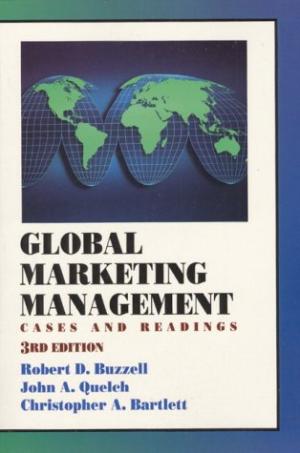 GLOBAL
MARKETING
MANAGEMENT
CASES AND READINGS
3RD EDITION
Robert D. Buzzell
John A. Quelch
Christopher A. Bartlett